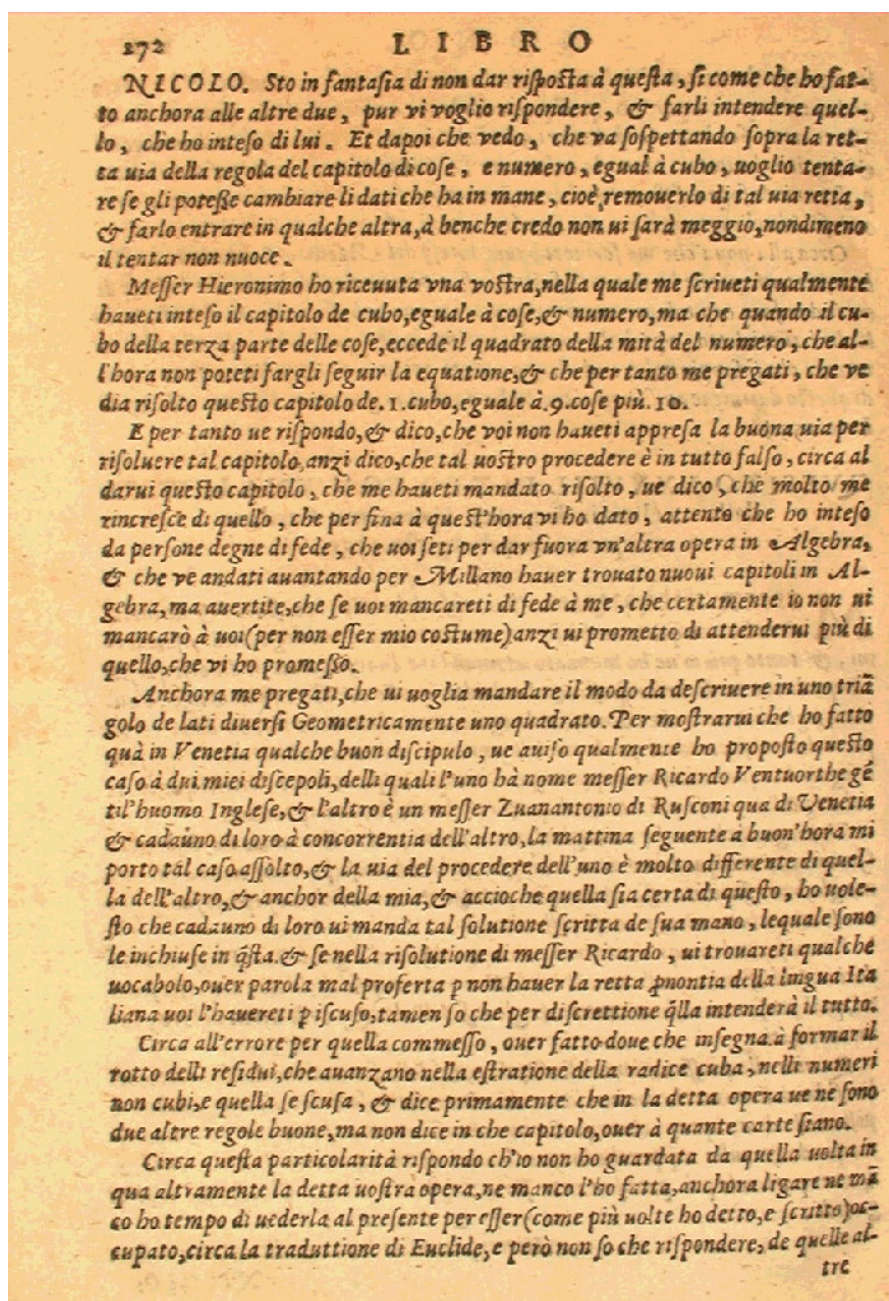 272 LIBRO
NICOLO. Sto in fantasia di non dar risposta à questa, si come che ho fat-
to anchora alle altre due, pur vi voglio rispondere, & farli intendere quel-
lo, che ho inteso di lui. Et dapoi che vedo, che va sospettando sopra la ret-
ta uia della regola del capitolo di cose, e numero, egual à cubo, uoglio tenta-
re se gli potesse cambiare li dati che ha in mane, cioè, remouerlo di tal uia retta,
& farlo entrare in qualche altra, à benche credo non ui sarà meggio, nondimeno
il tentar non nuoce.
Messer Hieronimo ho riceuuta vna vostra, nella quale me scriueti qualmente
haueti inteso il capitolo de cubo, eguale à cose, & numero, ma che quando il cu-
bo della terza parte delle cose, eccede il quadrato della mità del numero, che al-
l'hora non poteti fargli seguir la equatione, & che per tanto me pregati, che ve
dia risolto questo capitolo de. 1. cubo, eguale à. 9. cose più. 10.
E per tanto ue rispondo, & dico, che voi non haueti appresa la buona uia per
risoluere tal capitolo, anzi dico, che tal uostro procedere è in tutto falso, circa al
darui questo capitolo, che me haueti mandato risolto, ue dico, che molto me
rincresce di quello, che per fina à quest'hora vi ho dato, attento che ho inteso
da persone degne di fede, che uoi seti per dar fuora vn'altra opera in Algebra,
& che ve andati auantando per Millano hauer trouato nuoui capitoli in Al-
gebra, ma auertite, che se uoi mancareti di fede à me, che certamente io non ui
mancarò à uoi (per non esser mio costume) anzi ui prometto di attenderui più di
quello, che vi ho promesso.
Anchora me pregati, che ui uoglia mandare il modo da descriuere in uno triã
golo de lati diuersi Geometricamente uno quadrato. Per mostrarui che ho fatto
quà in Venetia qualche buon discipulo, ue auiso qualmente ho proposto questo
caso à dui miei discepoli, delli quali l'uno hà nome messer Ricardo Ventuorthe gẽ
til'huomo Inglese, & l'altro è un messer Zuanantonio di Rusconi qua di Venetia
& cadauno di loro à concorrentia dell'altro, la mattina seguente a buon'hora mi
porto tal caso assolto, & la uia del procedere dell'uno è molto differente di quel-
la dell'altro, & anchor della mia, & accioche quella sia certa di questo, ho uole-
sto che cadauno di loro ui manda tal solutione scritta de sua mano, lequale sono
le inchiuse in q̃sta. & se nella risolutione di messer Ricardo, ui trouareti qualche
uocabolo, ouer parola mal proferta p non hauer la retta ꝓnontia della lingua Ita
liana uoi l'hauereti p iscuso, tamen so che per discrettione q̃lla intenderà il tutto.
Circa all'errore per quella commesso, ouer fatto doue che insegna à formar il
rotto delli residui, che auanzano nella estratione della radice cuba, nelli numeri
non cubi, e quella se scusa, & dice primamente che in la detta opera ue ne sono
due altre regole buone, ma non dice in che capitolo, ouer à quante carte siano.
Circa questa particolarità rispondo ch'io non ho guardata da quella uolta in
qua altramente la detta uostra opera, ne manco l'ho fatta, anchora ligare ne mã
co ho tempo di uederla al presente per esser (come più uolte ho detto, e scritto) oc-
cupato, circa la traduttione di Euclide, e però non so che rispondere, de quelle al-
tre